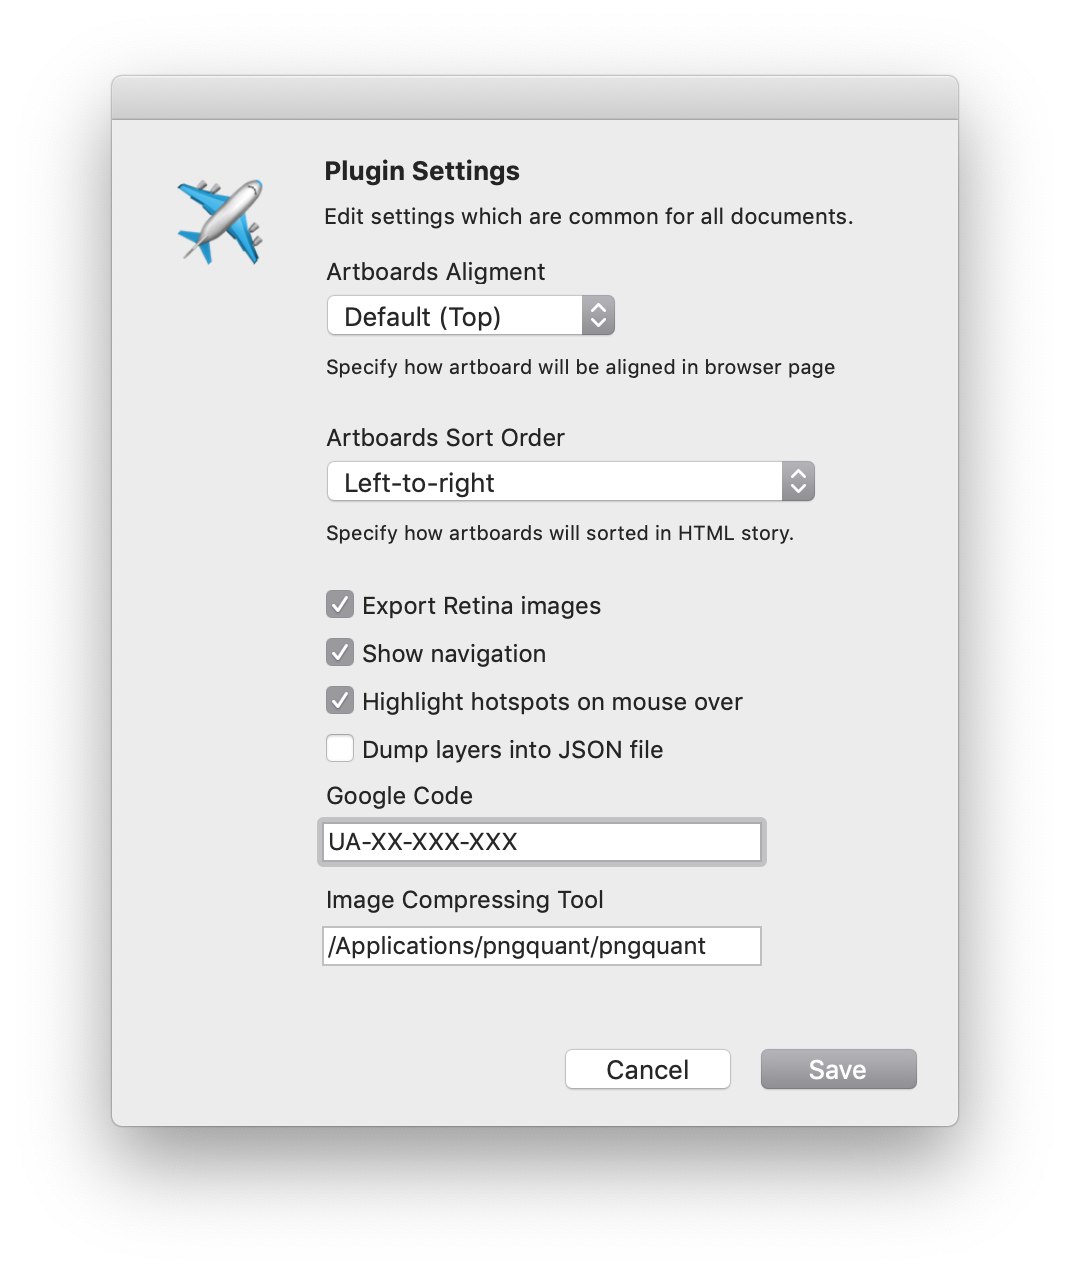 Plugin Settings
Edit settings which are common for all documents.
Artboards Aligment
Default (Top)
Specify how artboard will be aligned in browser page
Artboards Sort Order
Left-to-right
Specify how artboards will sorted in HTML story.
Export Retina images
Show navigation
Highlight hotspots on mouse over
Dump layers into JSON file
Google Code
UA-XX-XXX-XXX
Image Compressing Tool
/Applications/pngquant/pngquant
Cancel
Save